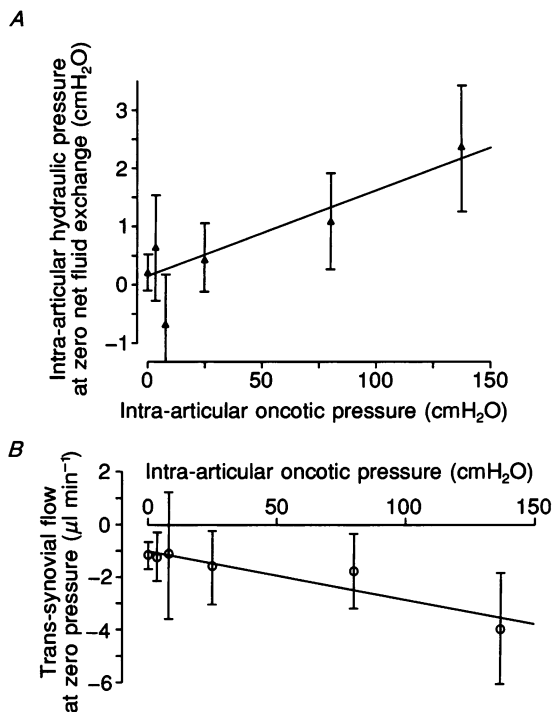 A
Intra-articular hydraulic pressure
at zero net fluid exchange (cmH₂O)
3
2
1
0
−1
0 50 100 150
Intra-articular oncotic pressure (cmH₂O)
B
Trans-synovial flow
at zero pressure (μl min⁻¹)
Intra-articular oncotic pressure (cmH₂O)
0 50 100 150
2
0
−2
−4
−6